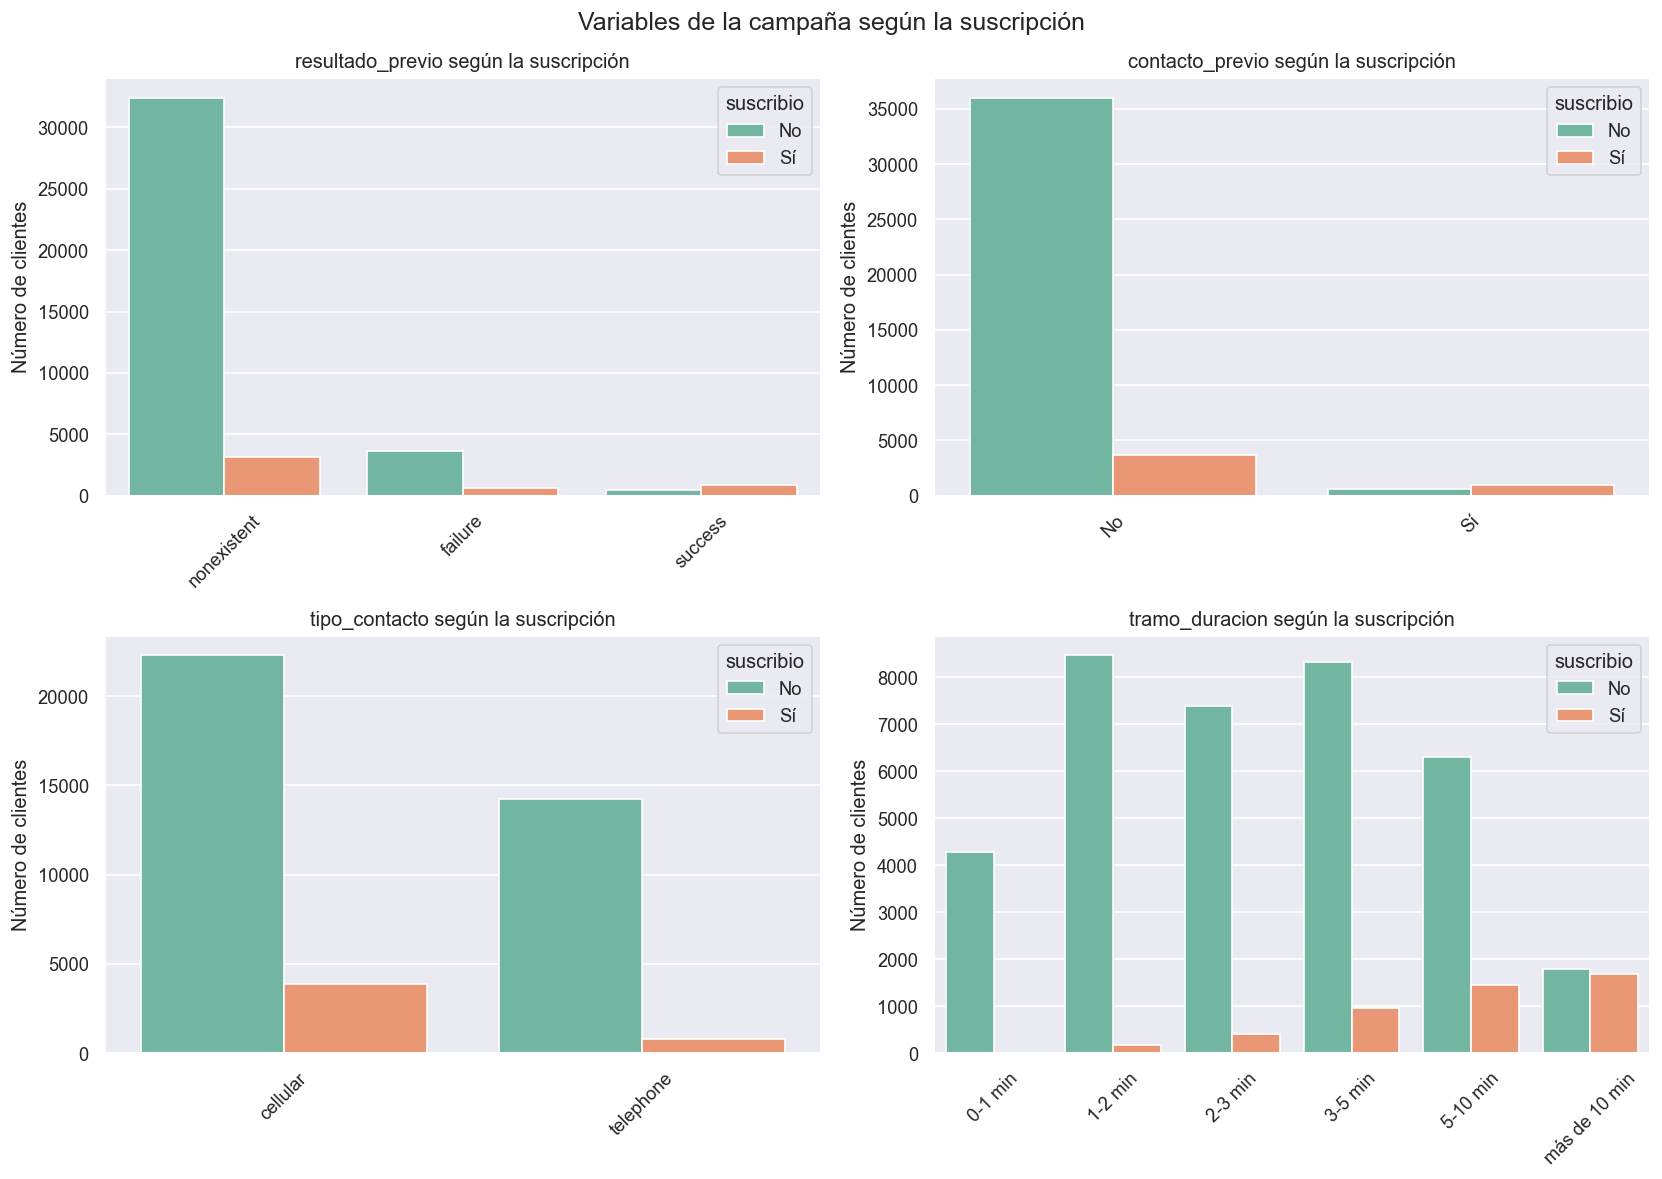 Variables de la campaña según la suscripción
resultado_previo según la suscripción
Número de clientes
30000
25000
20000
15000
10000
5000
0
suscribio
No
Sí
nonexistent
failure
success
contacto_previo según la suscripción
Número de clientes
35000
30000
25000
20000
15000
10000
5000
0
suscribio
No
Sí
No
Sí
tipo_contacto según la suscripción
Número de clientes
20000
15000
10000
5000
0
suscribio
No
Sí
cellular
telephone
tramo_duracion según la suscripción
Número de clientes
8000
7000
6000
5000
4000
3000
2000
1000
0
suscribio
No
Sí
0-1 min
1-2 min
2-3 min
3-5 min
5-10 min
más de 10 min